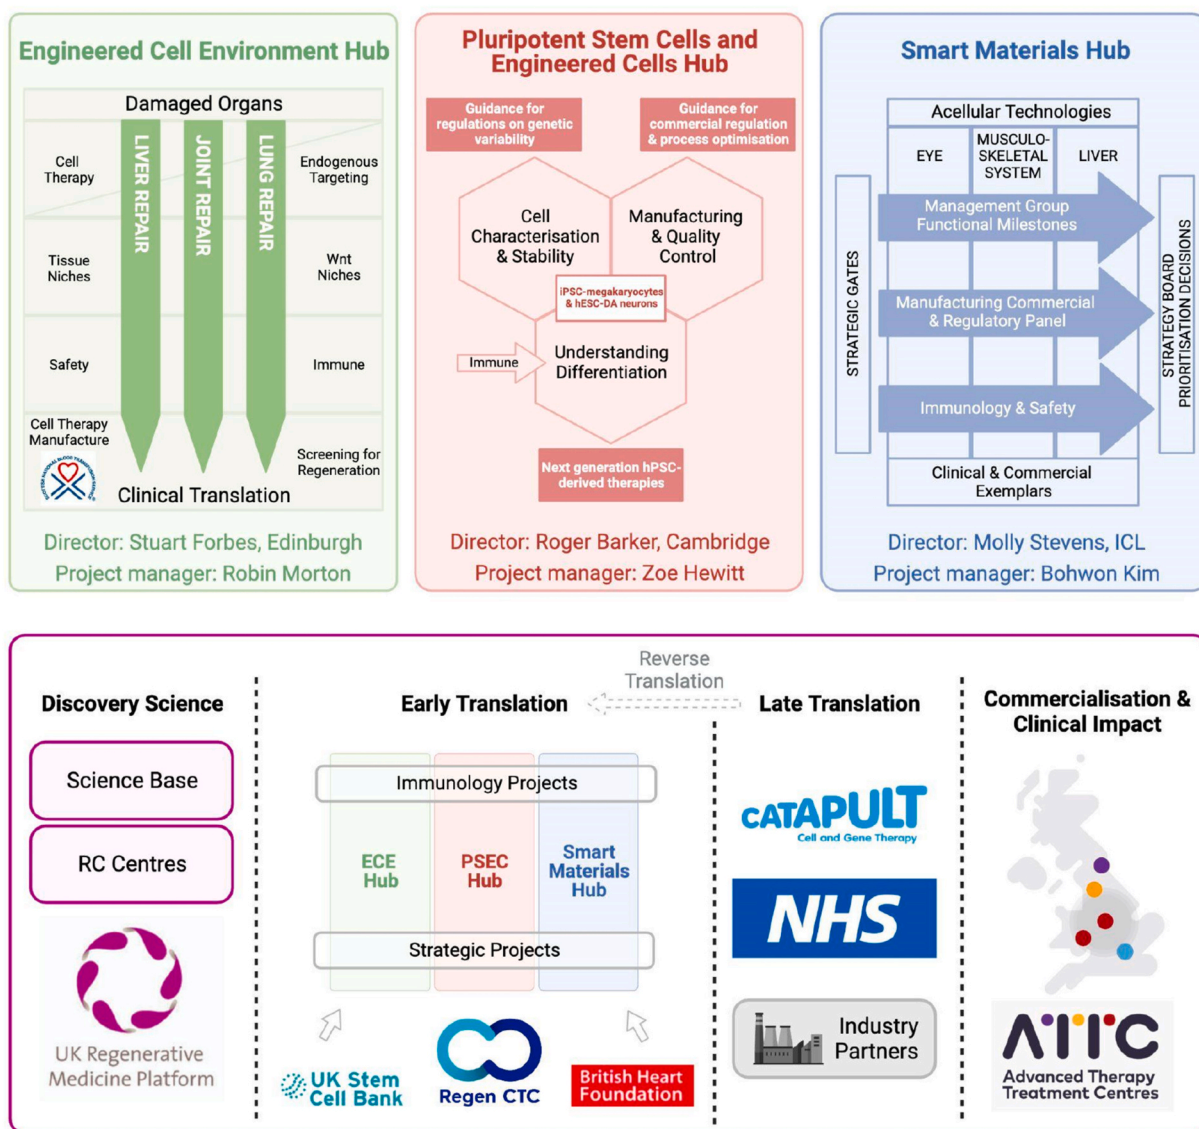 Engineered Cell Environment Hub
Damaged Organs
Cell
Therapy
LIVER REPAIR
JOINT REPAIR
LUNG REPAIR
Endogenous
Targeting
Tissue
Niches
Wnt
Niches
Safety
Immune
Cell Therapy
Manufacture
Screening for
Regeneration
Clinical Translation
Director: Stuart Forbes, Edinburgh
Project manager: Robin Morton
Pluripotent Stem Cells and
Engineered Cells Hub
Guidance for
regulations on genetic
variability
Guidance for
commercial regulation
& process optimisation
Cell
Characterisation
& Stability
Manufacturing
& Quality
Control
iPSC-megakaryocytes
& hESC-DA neurons
Immune
Understanding
Differentiation
Next generation hPSC-
derived therapies
Director: Roger Barker, Cambridge
Project manager: Zoe Hewitt
Smart Materials Hub
Acellular Technologies
EYE
MUSCULO-
SKELETAL
SYSTEM
LIVER
STRATEGIC GATES
Management Group
Functional Milestones
Manufacturing Commercial
& Regulatory Panel
Immunology & Safety
STRATEGY BOARD
PRIORITISATION DECISIONS
Clinical & Commercial
Exemplars
Director: Molly Stevens, ICL
Project manager: Bohwon Kim
Discovery Science
Science Base
RC Centres
UK Regenerative
Medicine Platform
Early Translation
Reverse
Translation
Immunology Projects
ECE
Hub
PSEC
Hub
Smart
Materials
Hub
Strategic Projects
UK Stem
Cell Bank
Regen CTC
British Heart
Foundation
Late Translation
CATAPULT
Cell and Gene Therapy
NHS
Industry
Partners
Commercialisation &
Clinical Impact
ATTC
Advanced Therapy
Treatment Centres